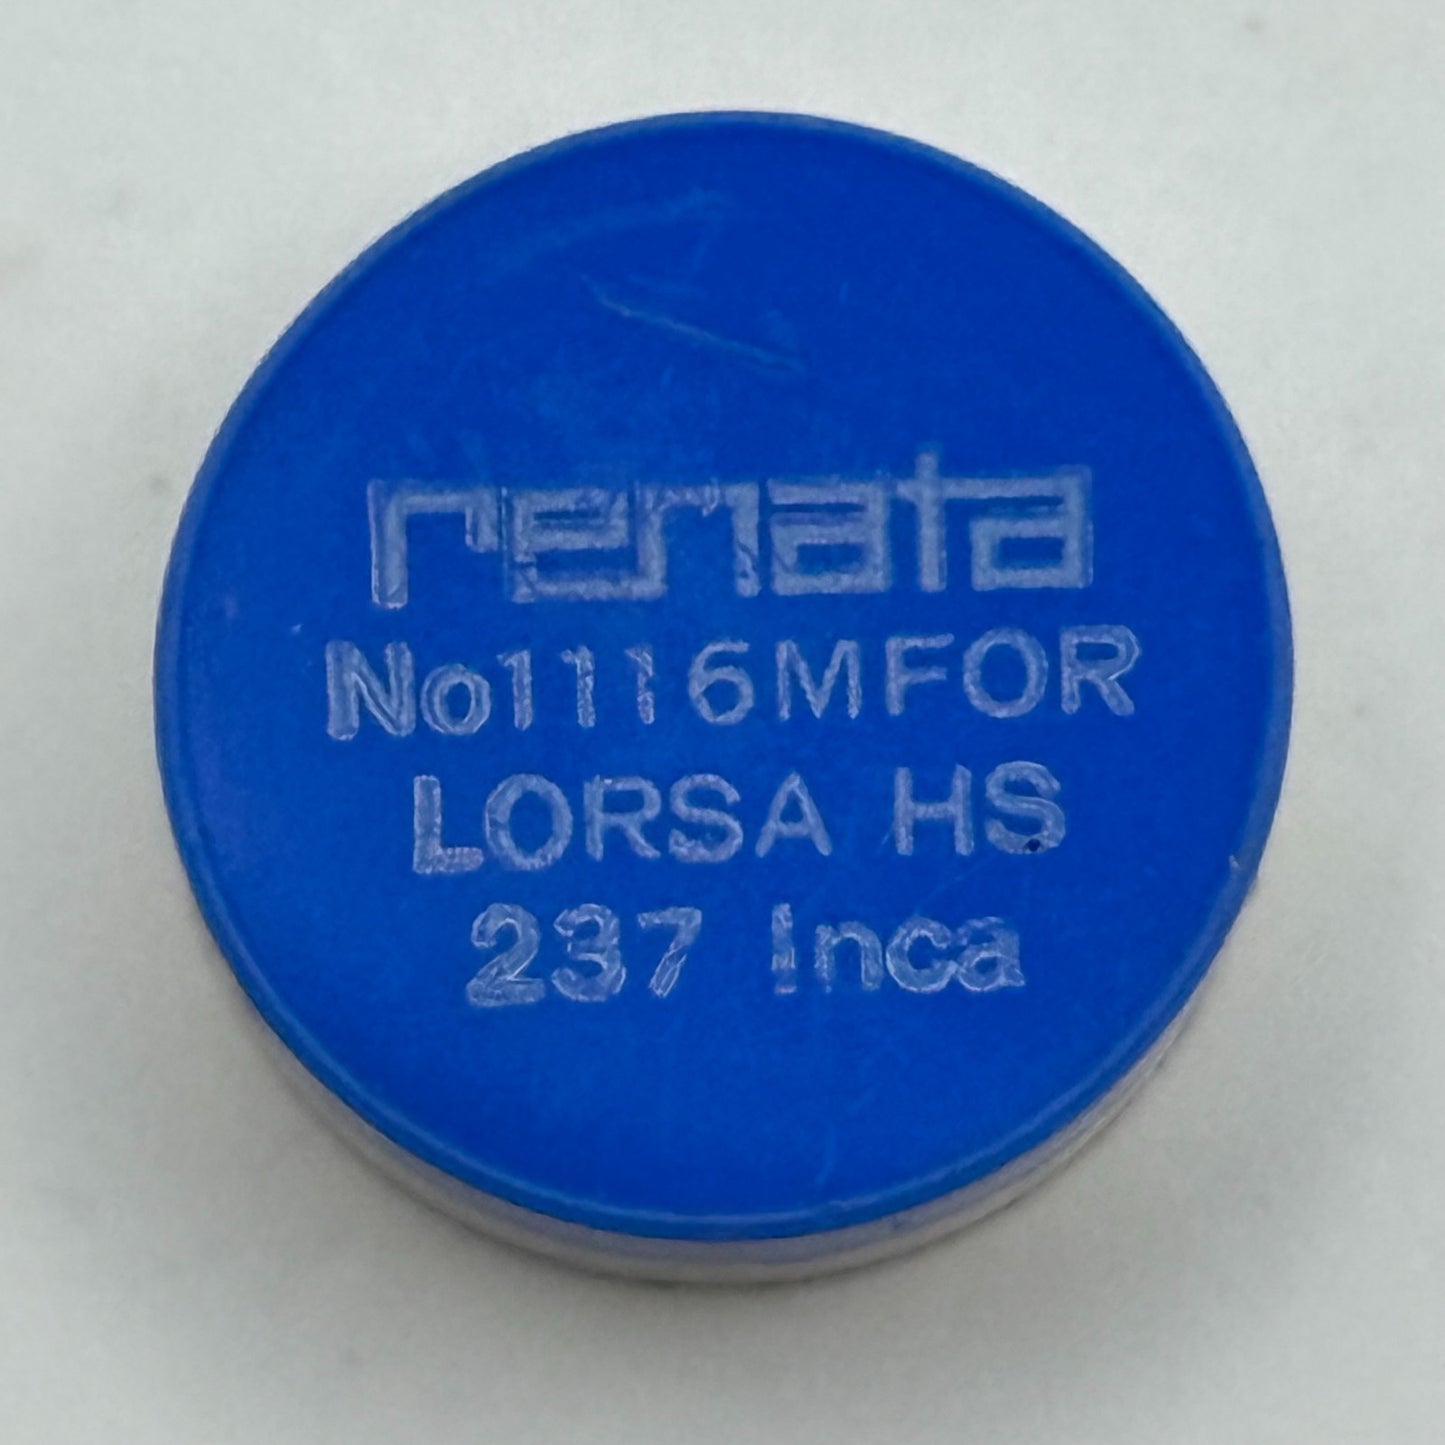 renata
No1116MFOR
LORSA HS
237 Inca